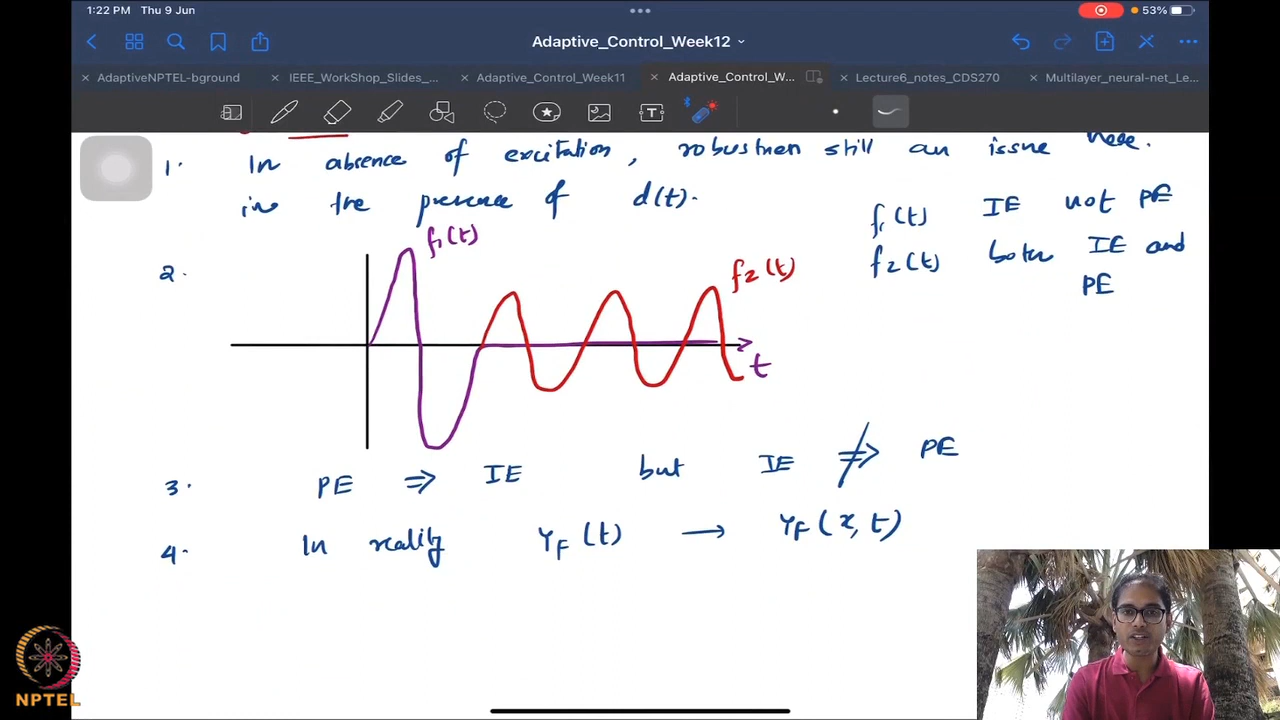 1:22 PM Thu 9 Jun
53%
Adaptive_Control_Week12
AdaptiveNPTEL-bground
IEEE_WorkShop_Slides_...
Adaptive_Control_Week11
Adaptive_Control_W...
Lecture6_notes_CDS270
Multilayer_neural-net_Le...
1. In absence of excitation, robustness still an issue here.
in the presence of d(t).
f1(t) IE not PE
f2(t) both IE and
PE
2.
f1(t)
f2(t)
t
3. PE ⇒ IE but IE ⇏ PE
4. In reality YF(t) → YF(x,t)
NPTEL